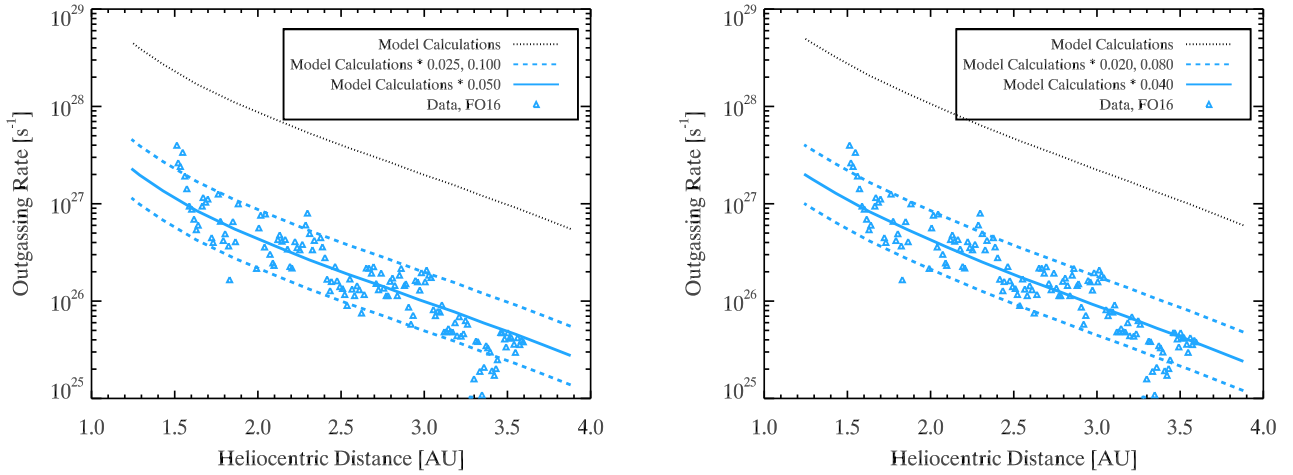 10^29
10^28
10^27
10^26
10^25
Outgassing Rate [s^-1]
Model Calculations
Model Calculations * 0.025, 0.100
Model Calculations * 0.050
Data, FO16
1.0 1.5 2.0 2.5 3.0 3.5 4.0
Heliocentric Distance [AU]
10^29
10^28
10^27
10^26
10^25
Outgassing Rate [s^-1]
Model Calculations
Model Calculations * 0.020, 0.080
Model Calculations * 0.040
Data, FO16
1.0 1.5 2.0 2.5 3.0 3.5 4.0
Heliocentric Distance [AU]